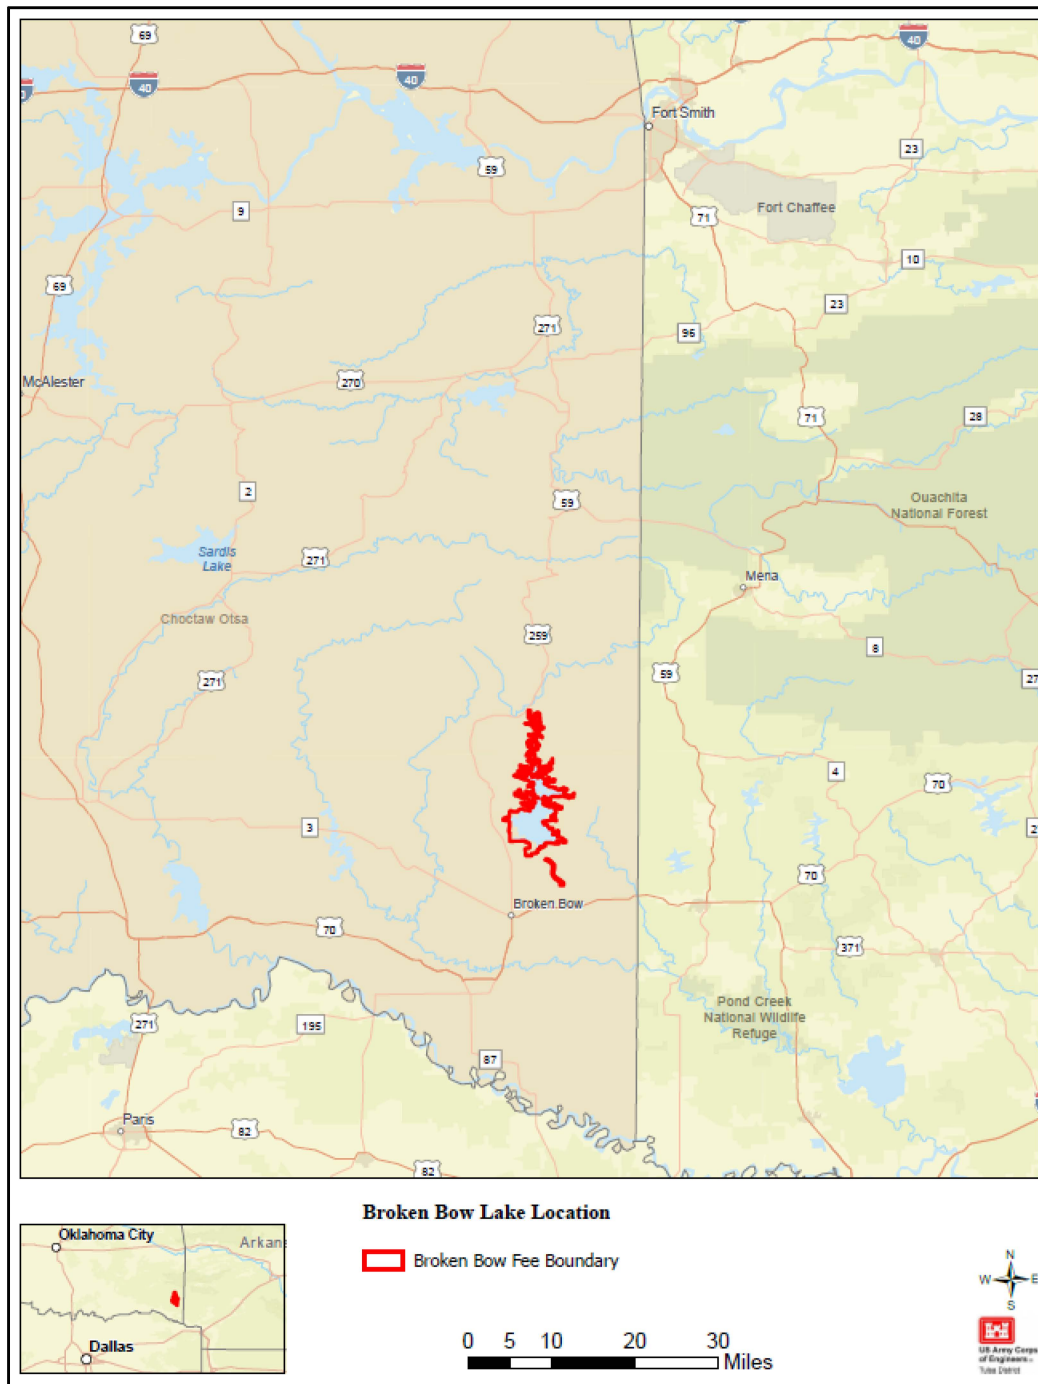 69
40
40
40
Fort Smith
59
23
9
Fort Chaffee
71
10
69
23
271
96
McAlester
270
71
28
2
59
Ouachita
National Forest
Sardis
Lake
271
Mena
Choctaw Otsa
259
8
271
59
27
4
70
3
70
Broken Bow
70
371
Pond Creek
National Wildlife
Refuge
271
195
87
Paris
82
82
Broken Bow Lake Location
Broken Bow Fee Boundary
Oklahoma City
Arkan
Dallas
N
W E
S
0 5 10 20 30
Miles
US Army Corps
of Engineers
Tulsa District